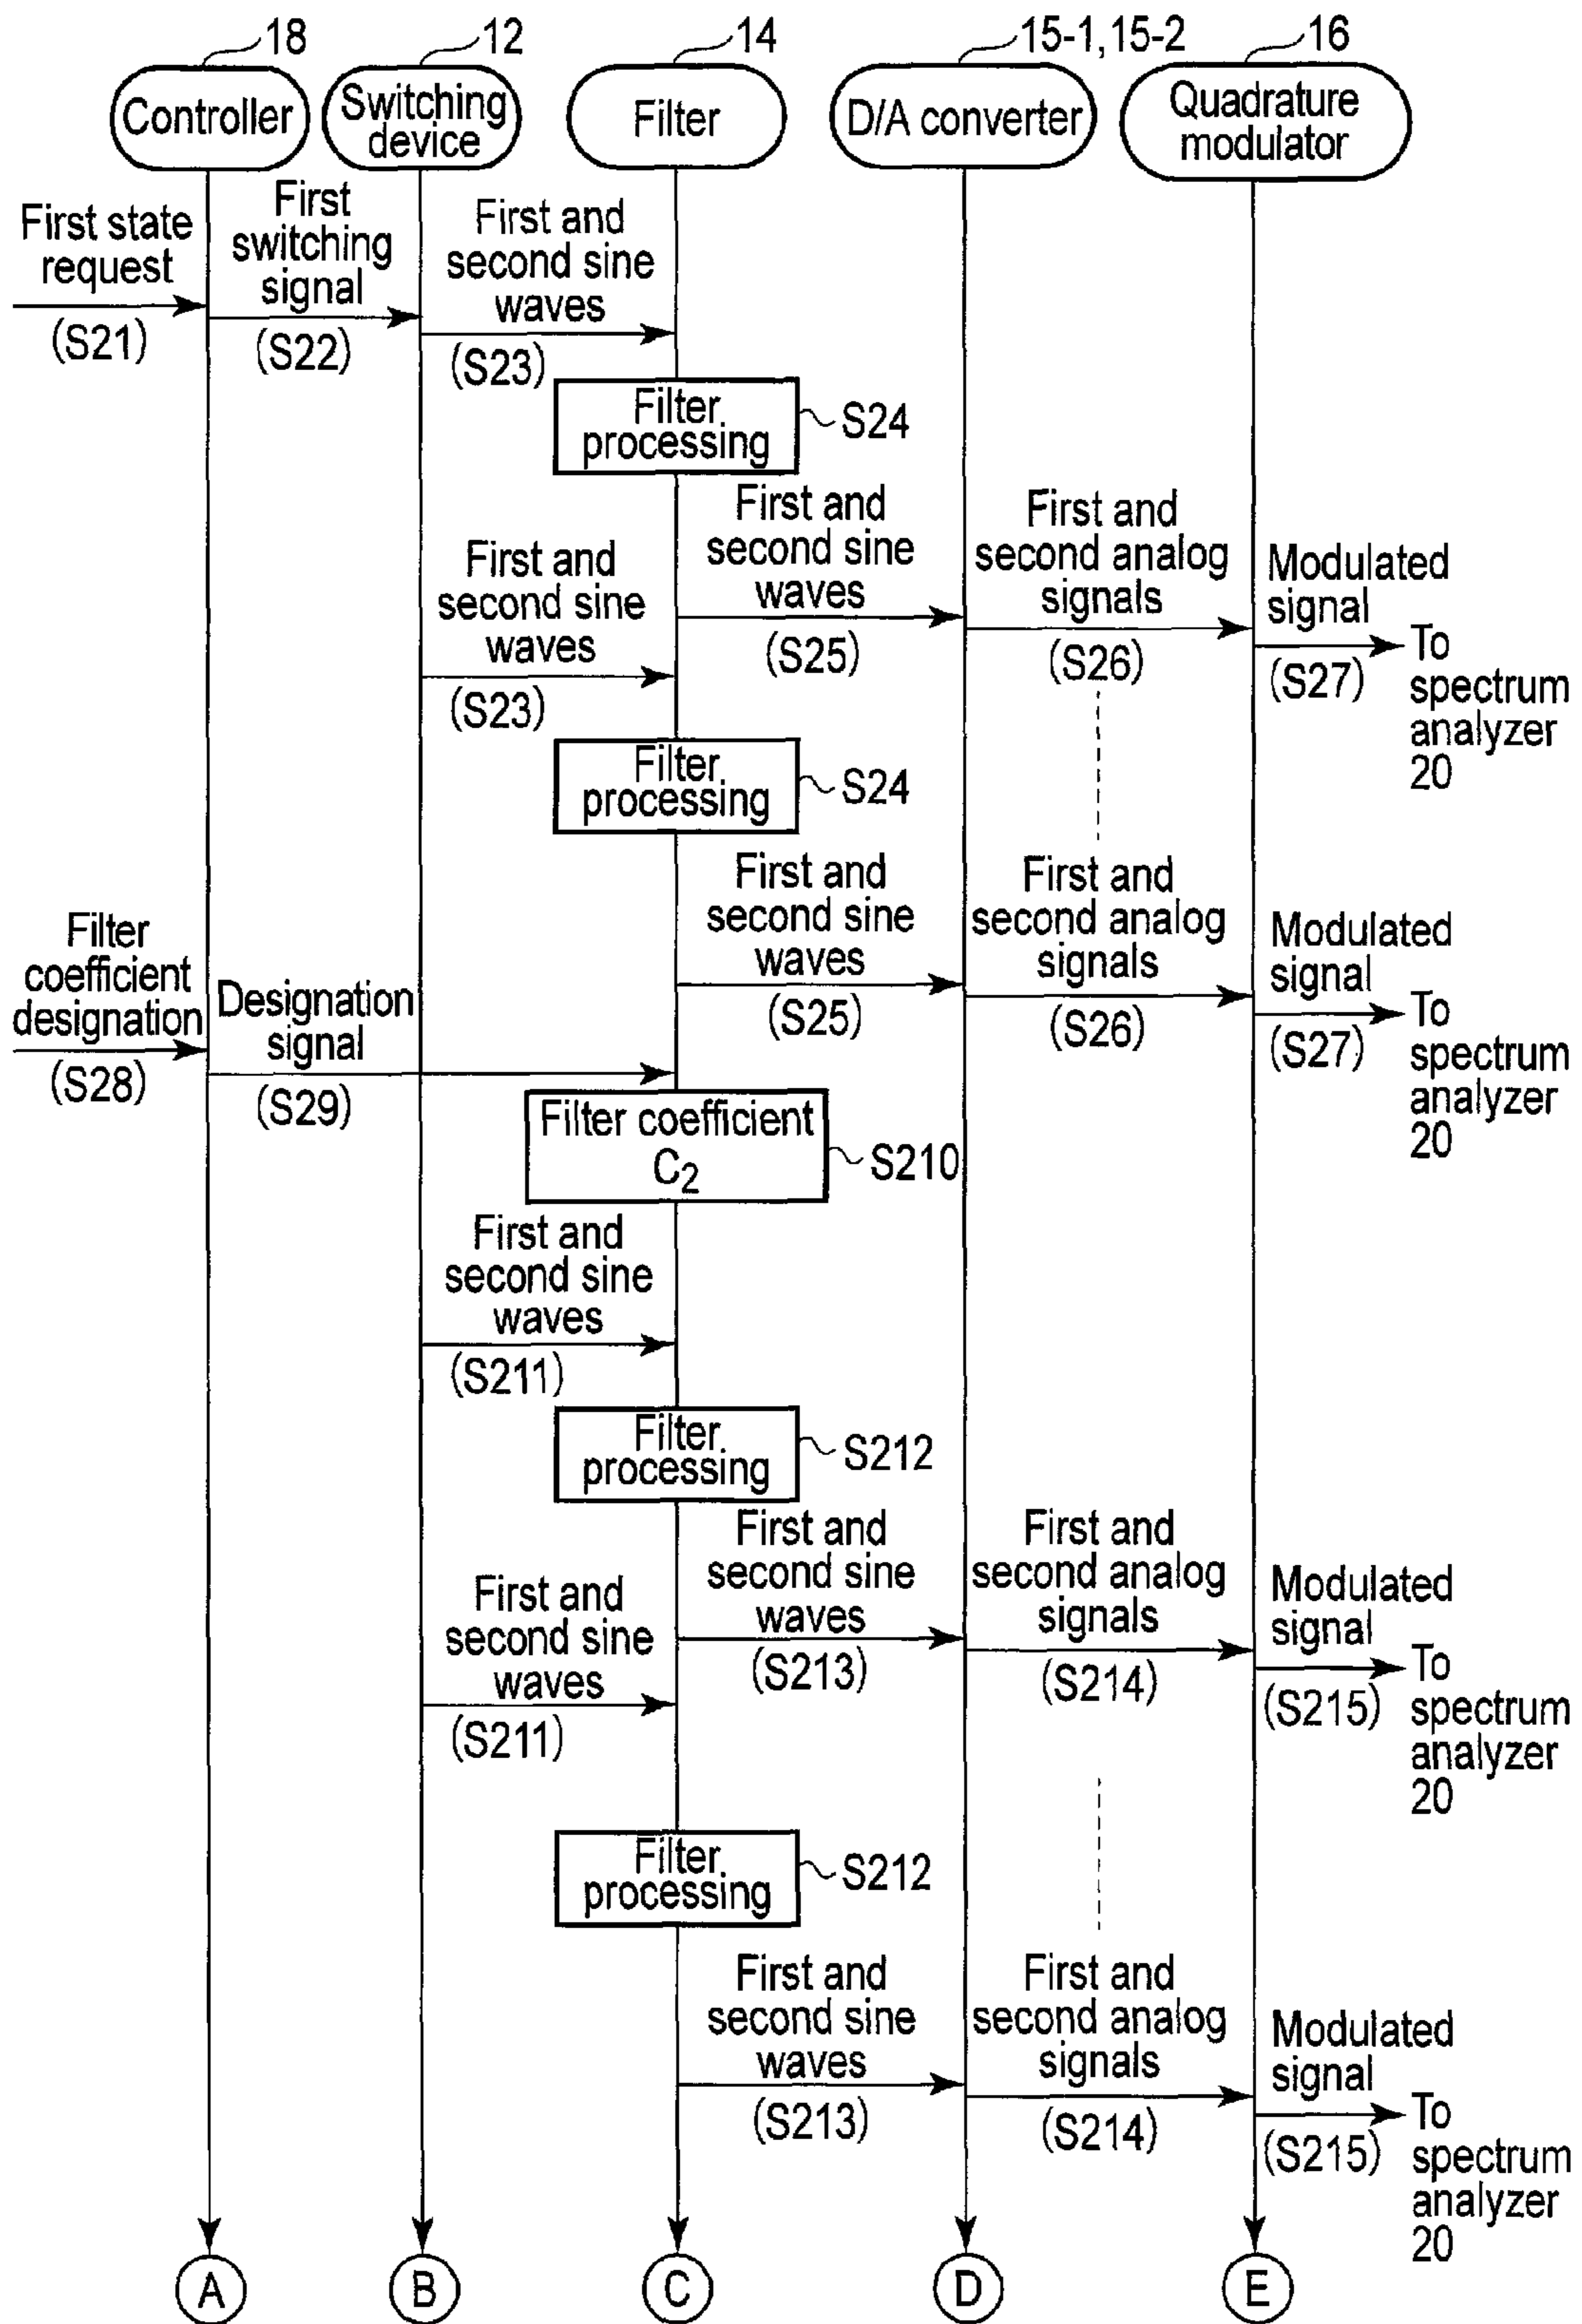 18
12
14
15-1, 15-2
16
Controller
Switching
device
Filter
D/A converter
Quadrature
modulator
First state
request
(S21)
First
switching
signal
(S22)
First and
second sine
waves
(S23)
Filter
processing
S24
First and
second sine
waves
(S25)
First and
second analog
signals
(S26)
Modulated
signal
(S27)
To
spectrum
analyzer
20
First and
second sine
waves
(S23)
Filter
processing
S24
First and
second sine
waves
(S25)
First and
second analog
signals
(S26)
Modulated
signal
(S27)
To
spectrum
analyzer
20
Filter
coefficient
designation
(S28)
Designation
signal
(S29)
Filter coefficient
C2
S210
First and
second sine
waves
(S211)
Filter
processing
S212
First and
second sine
waves
(S213)
First and
second analog
signals
(S214)
Modulated
signal
(S215)
To
spectrum
analyzer
20
First and
second sine
waves
(S211)
Filter
processing
S212
First and
second sine
waves
(S213)
First and
second analog
signals
(S214)
Modulated
signal
(S215)
To
spectrum
analyzer
20
A
B
C
D
E